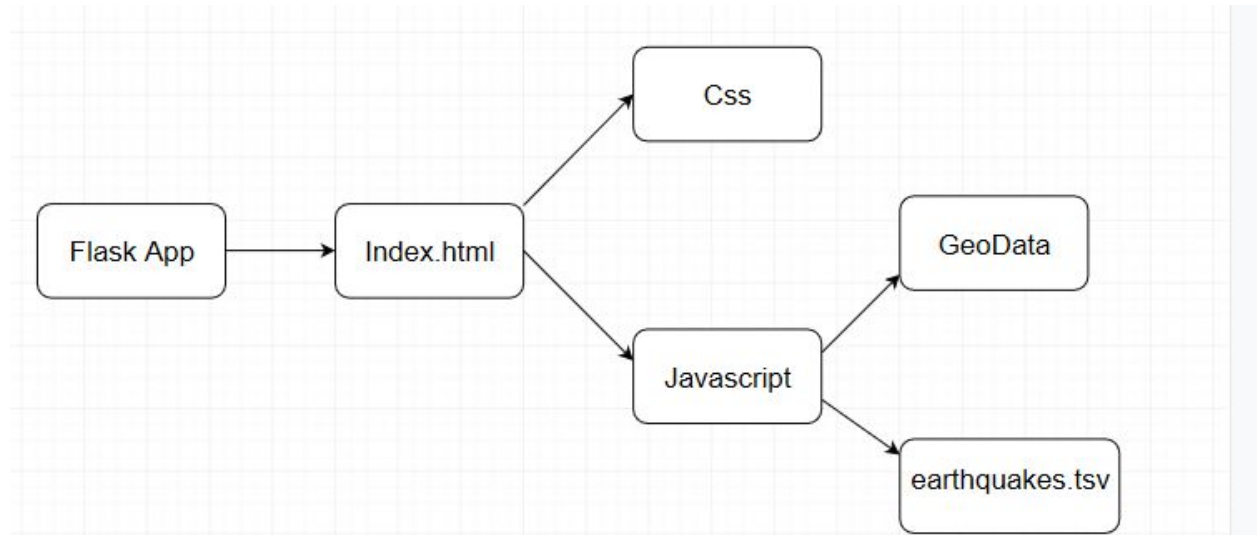 Css
Flask App
Index.html
GeoData
Javascript
earthquakes.tsv